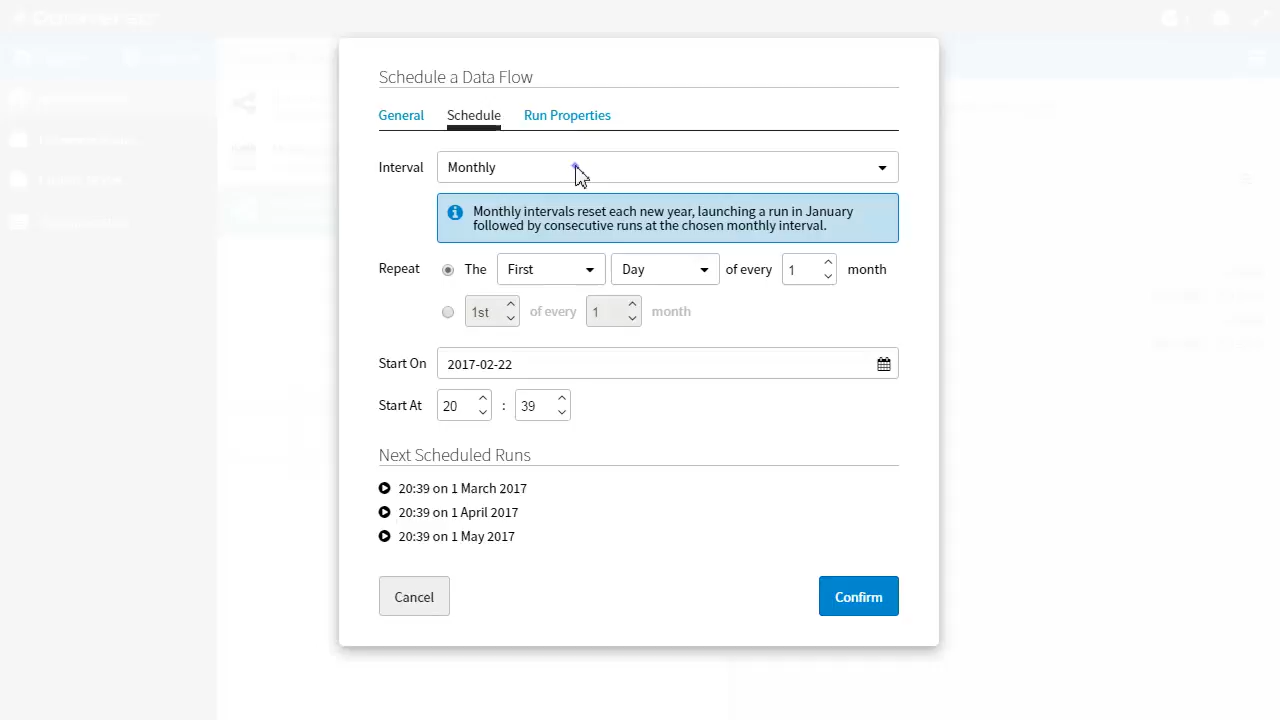 Schedule a Data Flow
General Schedule Run Properties
Interval Monthly
Monthly intervals reset each new year, launching a run in January
followed by consecutive runs at the chosen monthly interval.
Repeat The First Day of every 1 month
1st of every 1 month
Start On 2017-02-22
Start At 20 : 39
Next Scheduled Runs
20:39 on 1 March 2017
20:39 on 1 April 2017
20:39 on 1 May 2017
Cancel Confirm